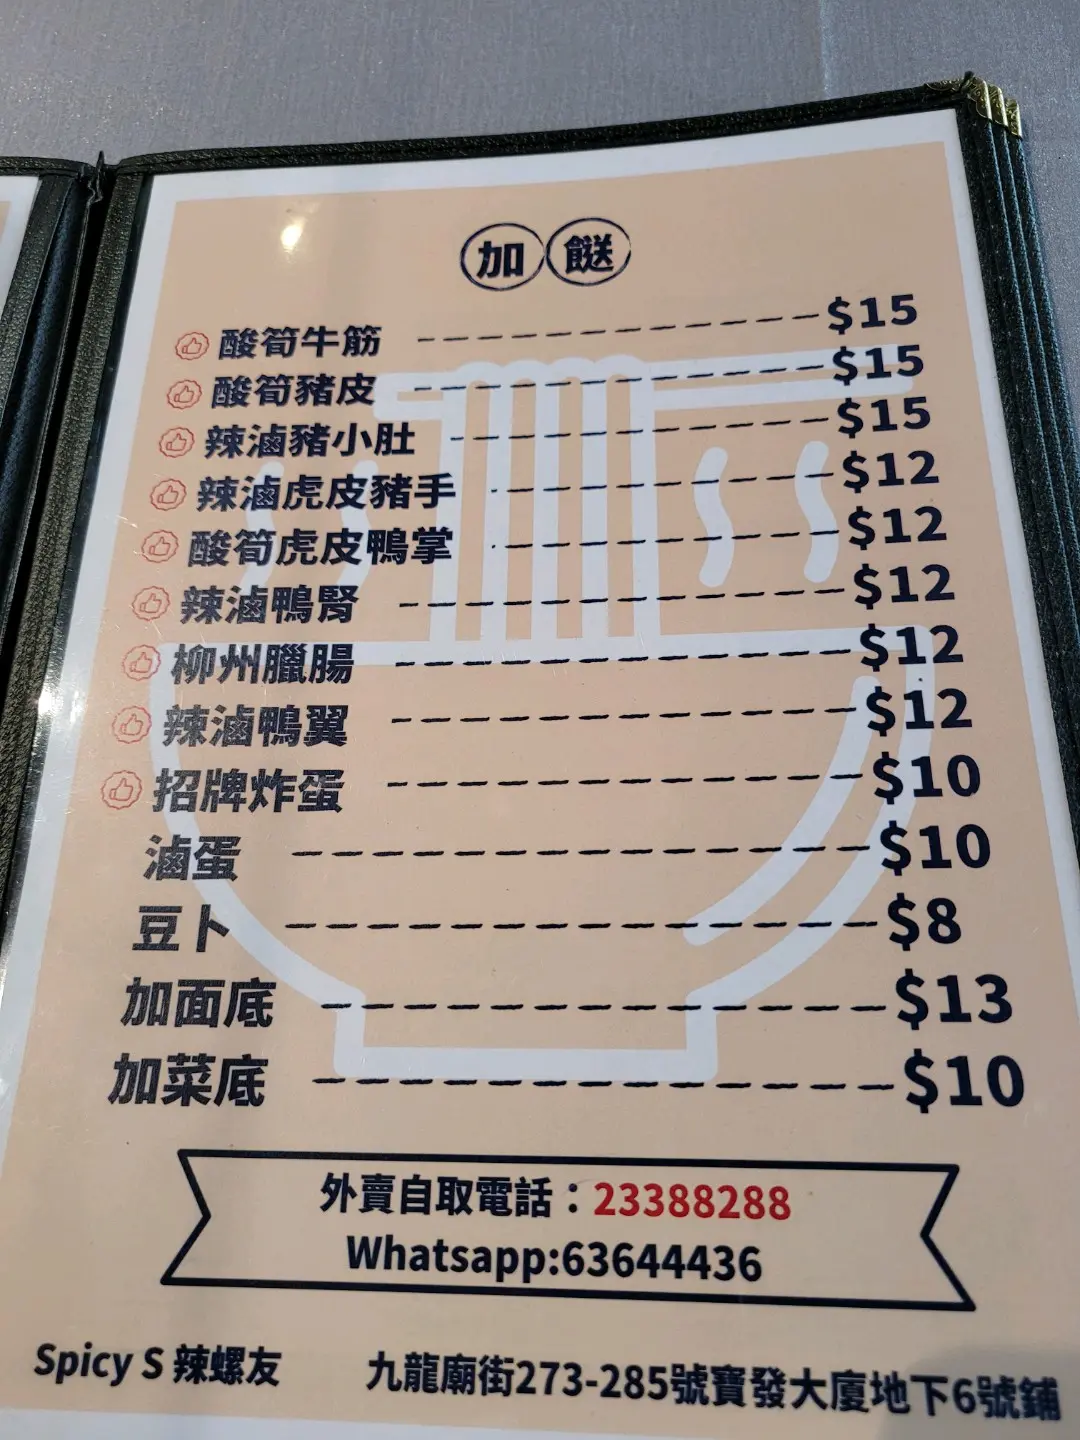 加餸
酸筍牛筋 $15
酸筍豬皮 $15
辣滷豬小肚 $15
辣滷虎皮豬手 $12
酸筍虎皮鴨掌 $12
辣滷鴨腎 $12
柳州臘腸 $12
辣滷鴨翼 $12
招牌炸蛋 $10
滷蛋 $10
豆卜 $8
加面底 $13
加菜底 $10
外賣自取電話：23388288
Whatsapp:63644436
Spicy S 辣螺友 九龍廟街273-285號寶發大廈地下6號鋪